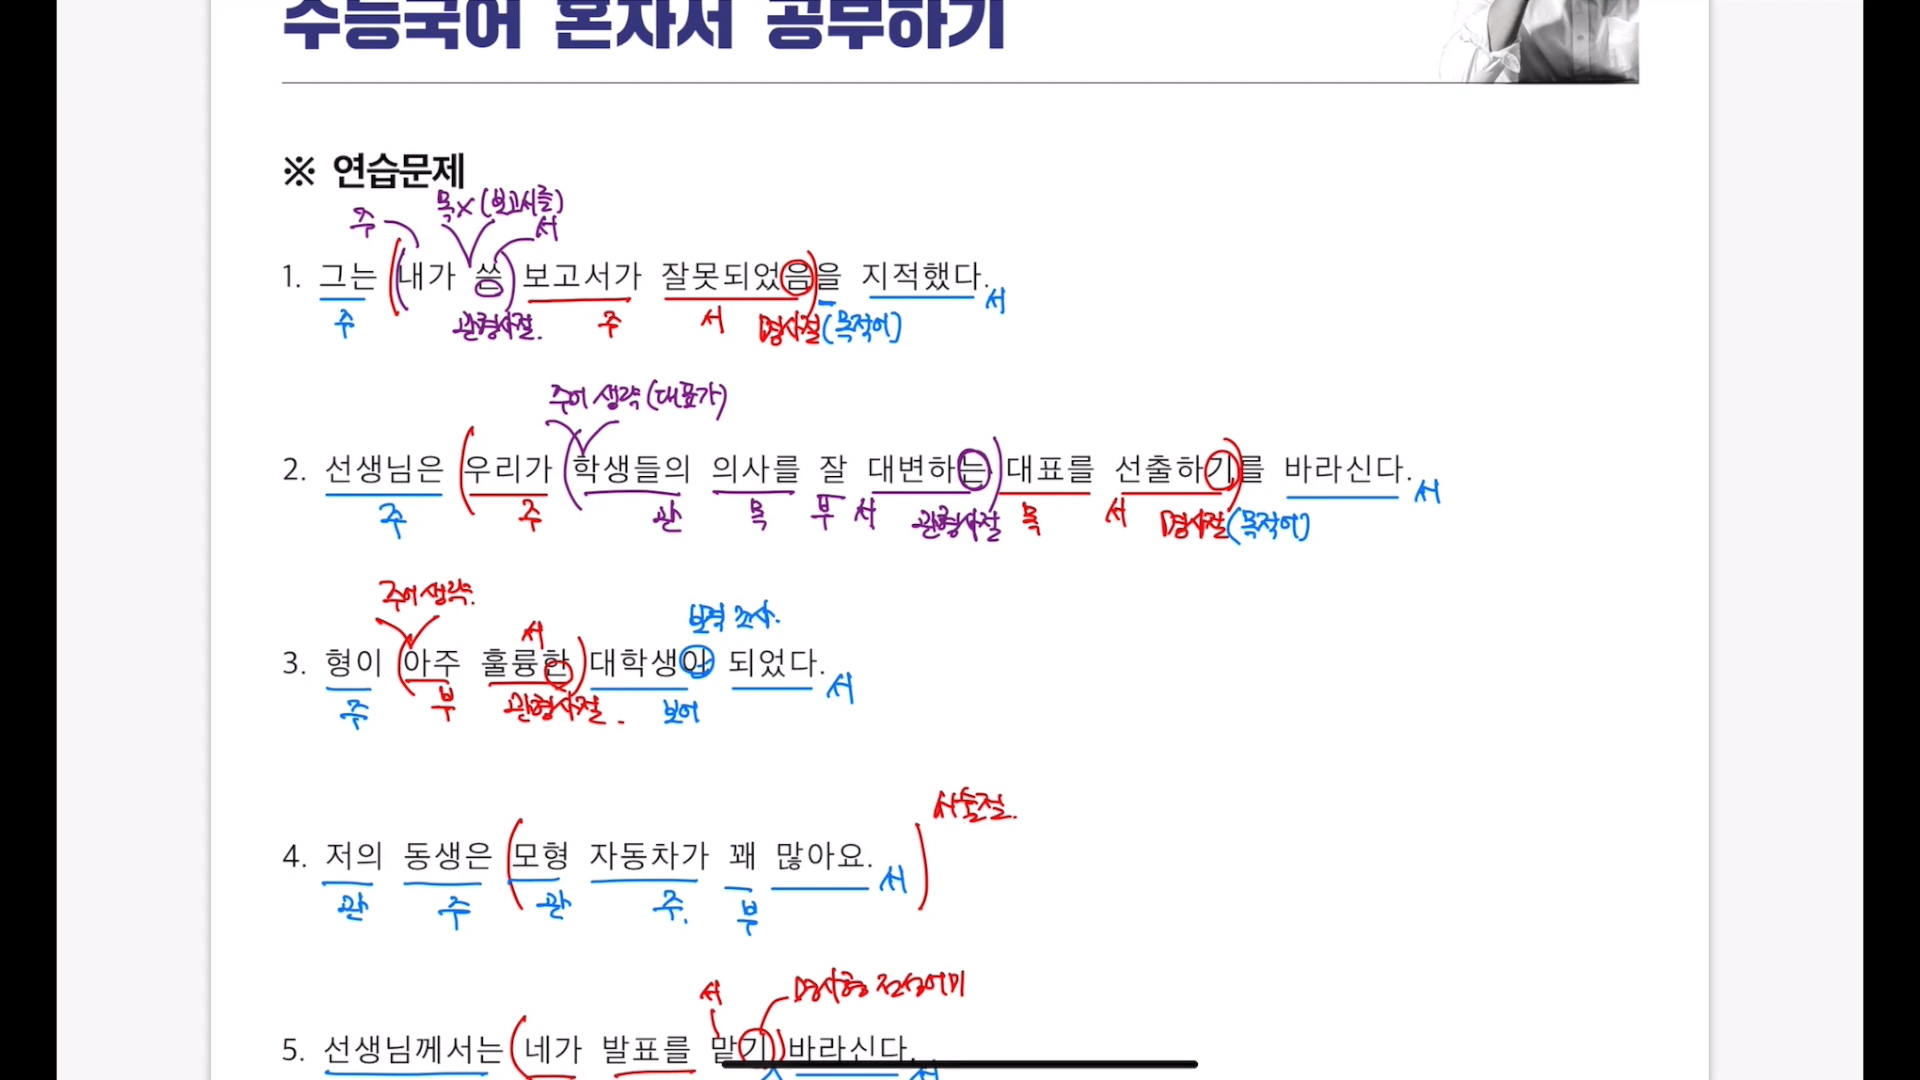 수능국어 혼자서 공부하기
※ 연습문제
주 목x (보고서를) 서
1. 그는 (내가 씀) 보고서가 잘못되었음)을 지적했다. 서
주 관형사절. 주 서 명사절 (목적어)
주어 생략 (대표가)
2. 선생님은 (우리가 (학생들의 의사를 잘 대변하는) 대표를 선출하기)를 바라신다. 서
주 주 관 목 부 서 관형사절 목 서 명사절 (목적어)
주어 생략. 서 보격 조사.
3. 형이 (아주 훌륭한) 대학생이 되었다. 서
주 부 관형사절. 보어
서술절.
4. 저의 동생은 (모형 자동차가 꽤 많아요. 서 )
관 주 관 주. 부
서 명사형 전성어미
5. 선생님께서는 (네가 발표를 맡기) 바라신다. 서